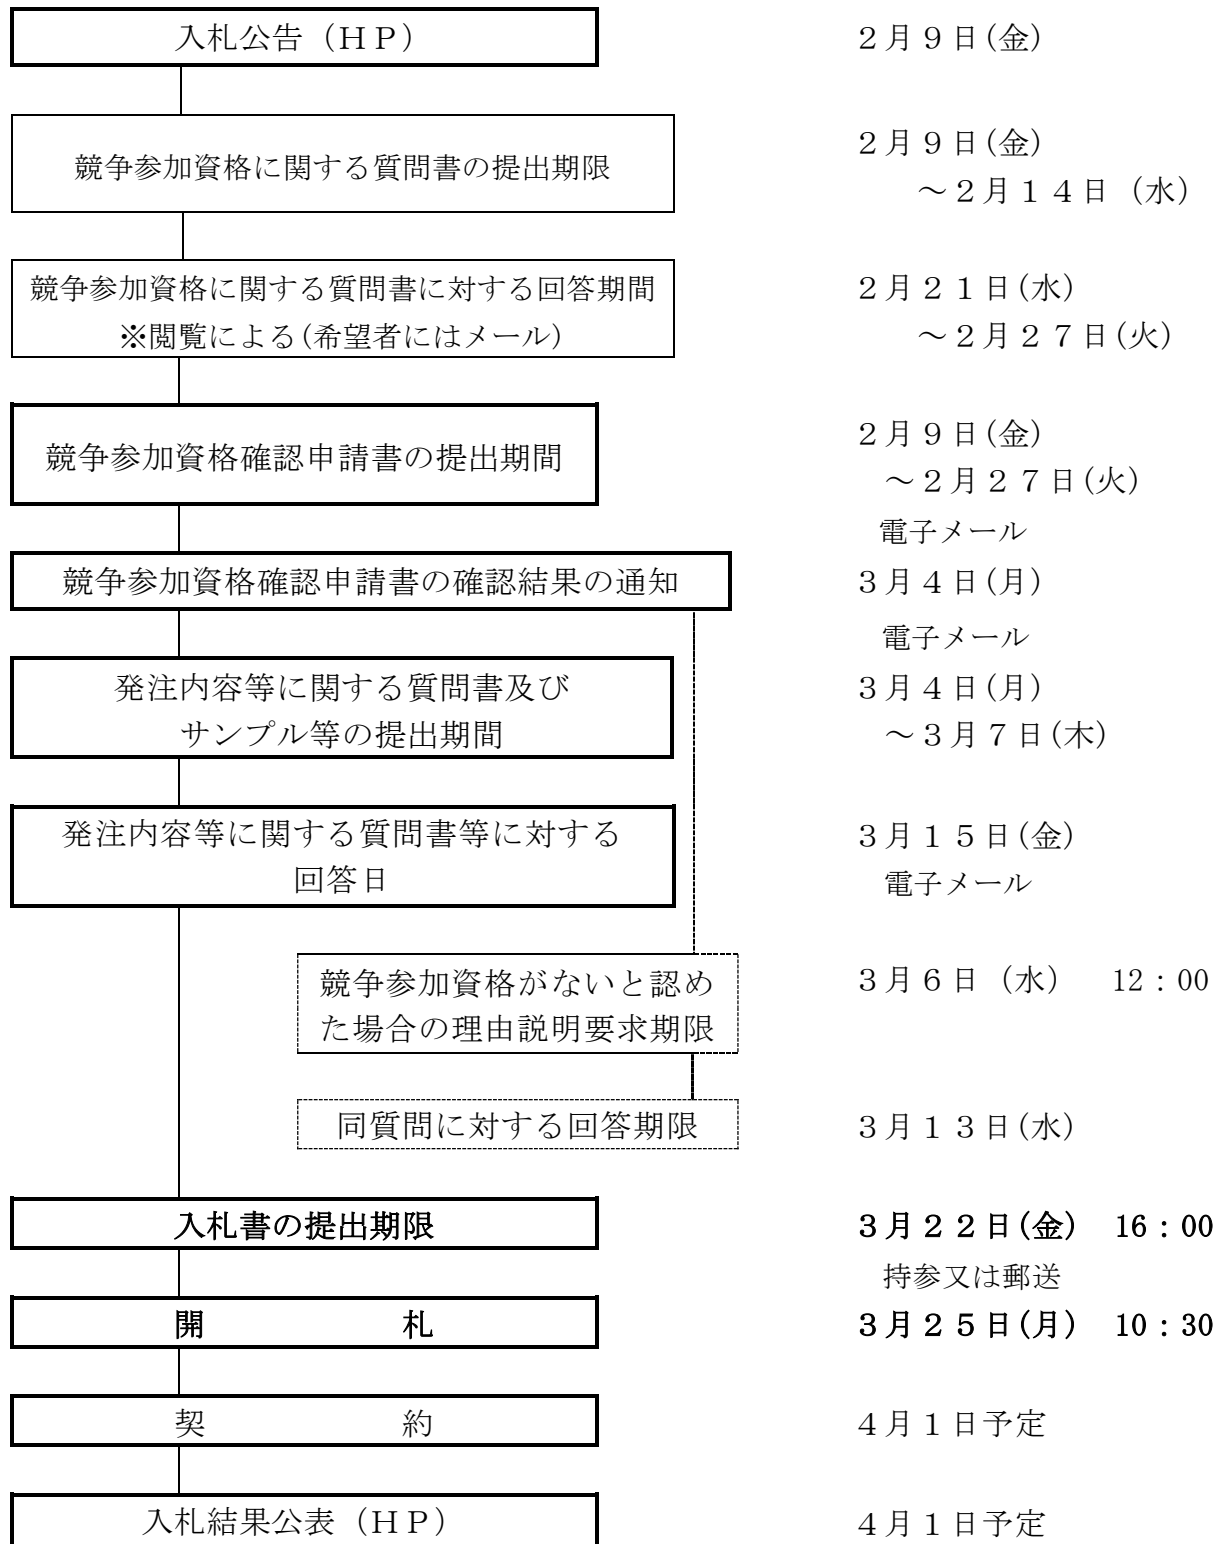 入札公告（ＨＰ）
２月９日(金)
競争参加資格に関する質問書の提出期限
２月９日(金)
～２月１４日（水）
競争参加資格に関する質問書に対する回答期間
※閲覧による(希望者にはメール)
２月２１日(水)
～２月２７日(火)
競争参加資格確認申請書の提出期間
２月９日(金)
～２月２７日(火)
電子メール
競争参加資格確認申請書の確認結果の通知
３月４日(月)
電子メール
発注内容等に関する質問書及び
サンプル等の提出期間
３月４日(月)
～３月７日(木)
発注内容等に関する質問書等に対する
回答日
３月１５日(金)
電子メール
競争参加資格がないと認め
た場合の理由説明要求期限
３月６日（水）　12：00
同質問に対する回答期限
３月１３日(水)
入札書の提出期限
３月２２日(金)　16：00
持参又は郵送
開　　　　　　札
３月２５日(月)　10：30
契　　　　　　約
４月１日予定
入札結果公表（ＨＰ）
４月１日予定